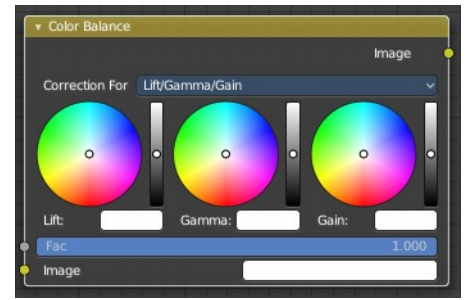 Color Balance
Image
Correction For Lift/Gamma/Gain
Lift: Gamma: Gain:
Fac 1.000
Image